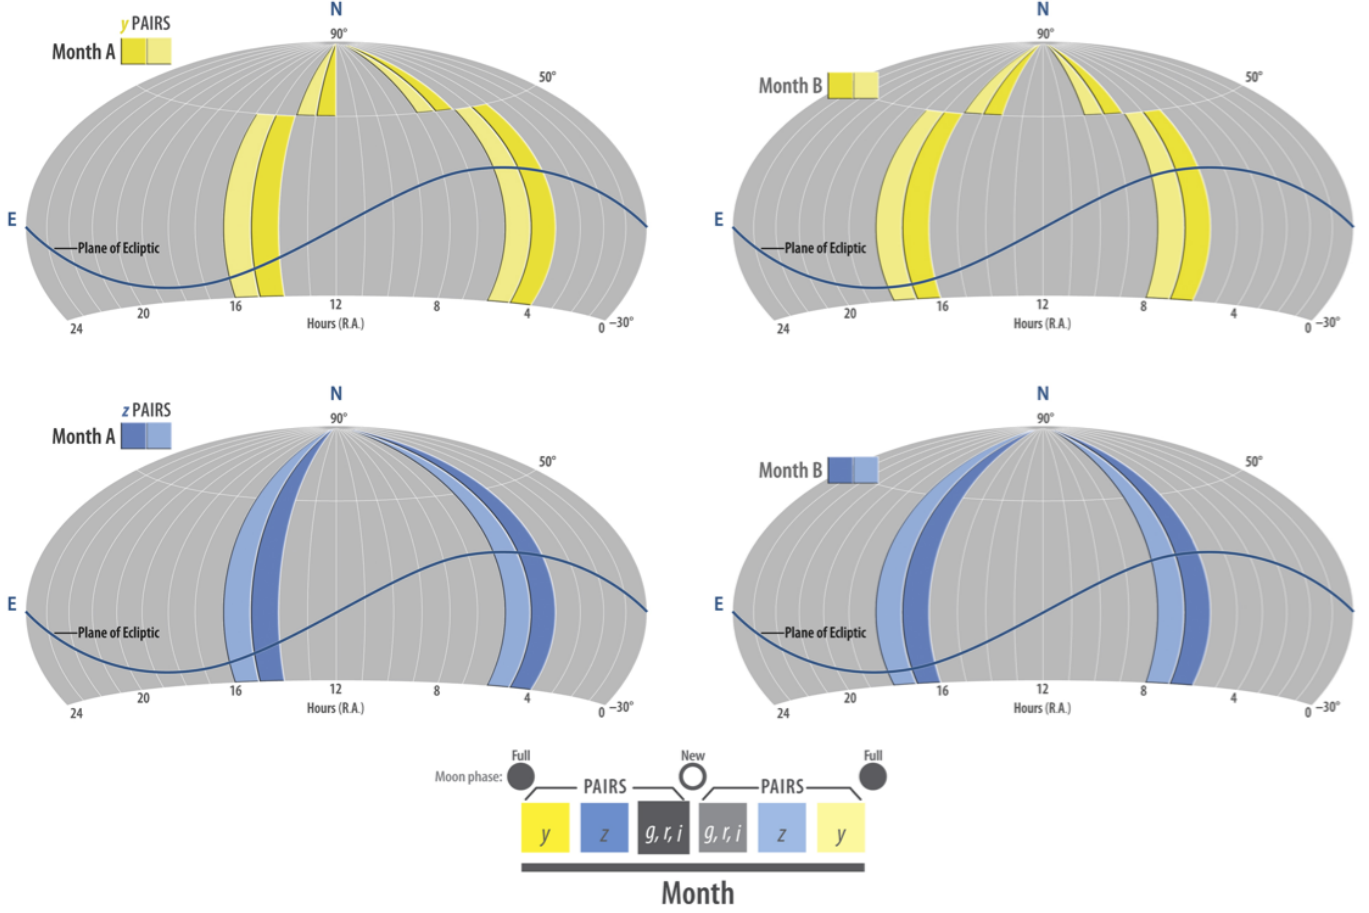 N
90°
y PAIRS
Month A
50°
E
Plane of Ecliptic
24
20
16
12
8
4
0
−30°
Hours (R.A.)
N
90°
Month B
50°
E
Plane of Ecliptic
24
20
16
12
8
4
0
−30°
Hours (R.A.)
N
90°
z PAIRS
Month A
50°
E
Plane of Ecliptic
24
20
16
12
8
4
0
−30°
Hours (R.A.)
N
90°
Month B
50°
E
Plane of Ecliptic
24
20
16
12
8
4
0
−30°
Hours (R.A.)
Full
New
Full
Moon phase:
PAIRS
PAIRS
y
z
g, r, i
g, r, i
z
y
Month